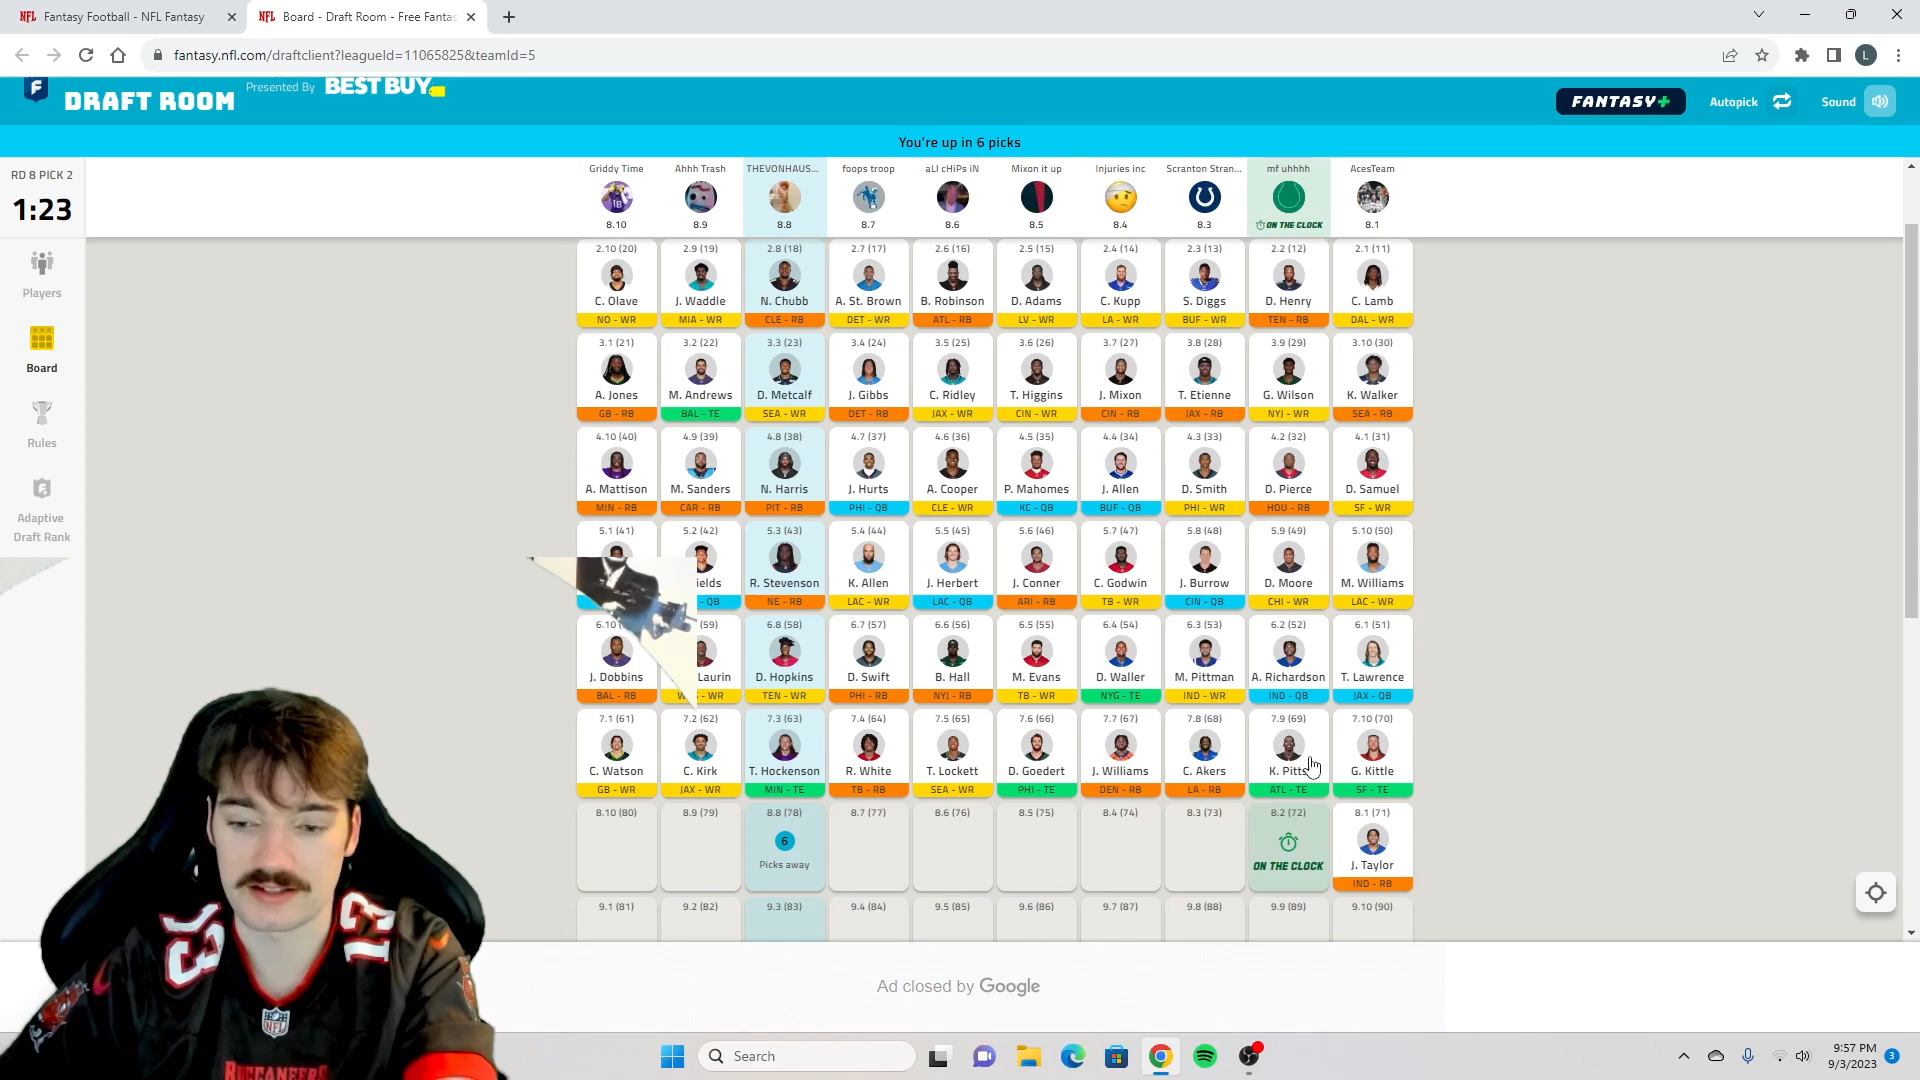 Fantasy Football - NFL Fantasy
Board - Draft Room - Free Fantas
fantasy.nfl.com/draftclient?leagueId=11065825&teamId=5
L
DRAFT ROOM
Presented By BEST BUY
FANTASY+
Autopick
Sound
You're up in 6 picks
RD 8 PICK 2
1:23
Players
Board
Rules
Adaptive
Draft Rank
Griddy Time Ahhh Trash THEVONHAUS... foops troop aLl cHiPs iN Mixon it up Injuries inc Scranton Stran... mf uhhhh AcesTeam
8.10 8.9 8.8 8.7 8.6 8.5 8.4 8.3 ON THE CLOCK 8.1
2.10 (20) 2.9 (19) 2.8 (18) 2.7 (17) 2.6 (16) 2.5 (15) 2.4 (14) 2.3 (13) 2.2 (12) 2.1 (11)
C. Olave J. Waddle N. Chubb A. St. Brown B. Robinson D. Adams C. Kupp S. Diggs D. Henry C. Lamb
NO - WR MIA - WR CLE - RB DET - WR ATL - RB LV - WR LA - WR BUF - WR TEN - RB DAL - WR
3.1 (21) 3.2 (22) 3.3 (23) 3.4 (24) 3.5 (25) 3.6 (26) 3.7 (27) 3.8 (28) 3.9 (29) 3.10 (30)
A. Jones M. Andrews D. Metcalf J. Gibbs C. Ridley T. Higgins J. Mixon T. Etienne G. Wilson K. Walker
GB - RB BAL - TE SEA - WR DET - RB JAX - WR CIN - WR CIN - RB JAX - RB NYJ - WR SEA - RB
4.10 (40) 4.9 (39) 4.8 (38) 4.7 (37) 4.6 (36) 4.5 (35) 4.4 (34) 4.3 (33) 4.2 (32) 4.1 (31)
A. Mattison M. Sanders N. Harris J. Hurts A. Cooper P. Mahomes J. Allen D. Smith D. Pierce D. Samuel
MIN - RB CAR - RB PIT - RB PHI - QB CLE - WR KC - QB BUF - QB PHI - WR HOU - RB SF - WR
5.1 (41) 5.2 (42) 5.3 (43) 5.4 (44) 5.5 (45) 5.6 (46) 5.7 (47) 5.8 (48) 5.9 (49) 5.10 (50)
ields R. Stevenson K. Allen J. Herbert J. Conner C. Godwin J. Burrow D. Moore M. Williams
- QB NE - RB LAC - WR LAC - QB ARI - RB TB - WR CIN - QB CHI - WR LAC - WR
6.10 (59) 6.8 (58) 6.7 (57) 6.6 (56) 6.5 (55) 6.4 (54) 6.3 (53) 6.2 (52) 6.1 (51)
J. Dobbins Laurin D. Hopkins D. Swift B. Hall M. Evans D. Waller M. Pittman A. Richardson T. Lawrence
BAL - RB W - WR TEN - WR PHI - RB NYJ - RB TB - WR NYG - TE IND - WR IND - QB JAX - QB
7.1 (61) 7.2 (62) 7.3 (63) 7.4 (64) 7.5 (65) 7.6 (66) 7.7 (67) 7.8 (68) 7.9 (69) 7.10 (70)
C. Watson C. Kirk T. Hockenson R. White T. Lockett D. Goedert J. Williams C. Akers K. Pitts G. Kittle
GB - WR JAX - WR MIN - TE TB - RB SEA - WR PHI - TE DEN - RB LA - RB ATL - TE SF - TE
8.10 (80) 8.9 (79) 8.8 (78) 8.7 (77) 8.6 (76) 8.5 (75) 8.4 (74) 8.3 (73) 8.2 (72) 8.1 (71)
6
Picks away ON THE CLOCK J. Taylor
IND - RB
9.1 (81) 9.2 (82) 9.3 (83) 9.4 (84) 9.5 (85) 9.6 (86) 9.7 (87) 9.8 (88) 9.9 (89) 9.10 (90)
Ad closed by Google
13
NFL
BUCCANEERS
Search
9:57 PM
9/3/2023
3